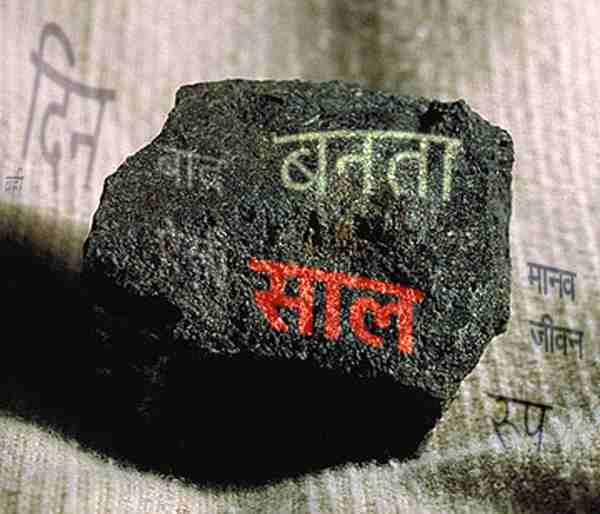 दिन
बाद
बनता
साल
मानव
जीवन
रूप